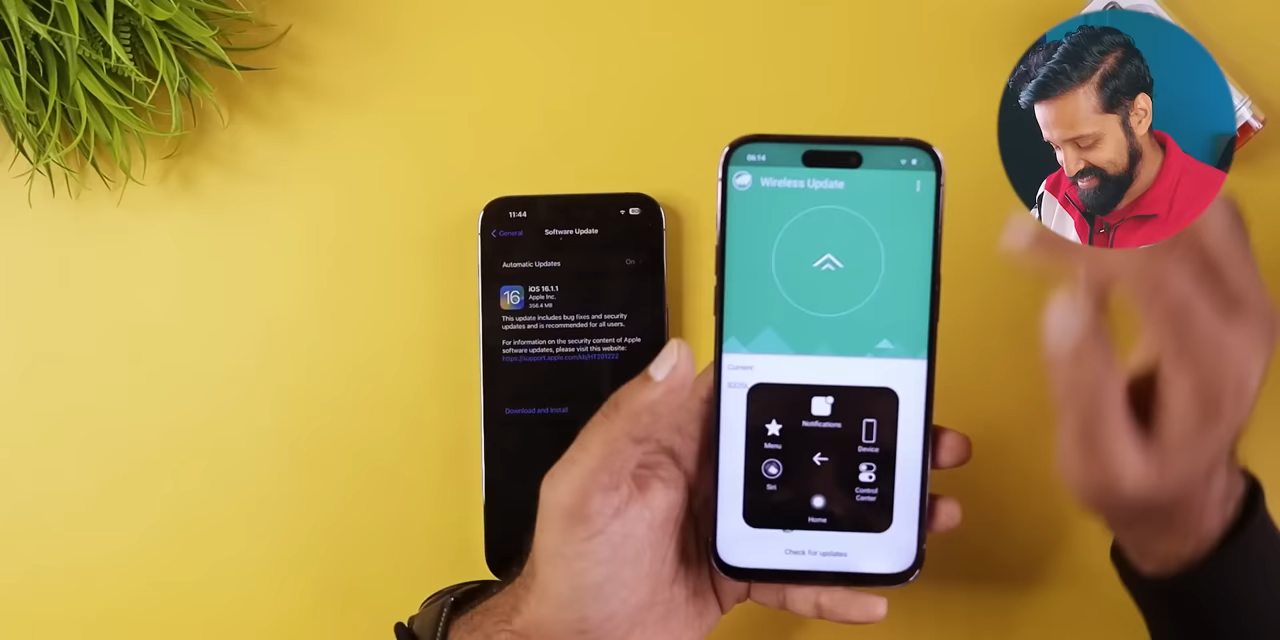 11:44
General
Software Update
Automatic Updates
On
16
iOS 16.1.1
Apple Inc.
This update includes bug fixes and security
updates and is recommended for all users.
For information on the security content of Apple
software updates, please visit this website:
Download and Install
Wireless Update
Current
Notifications
Menu
Device
Siri
Control
Center
Home
Check for updates